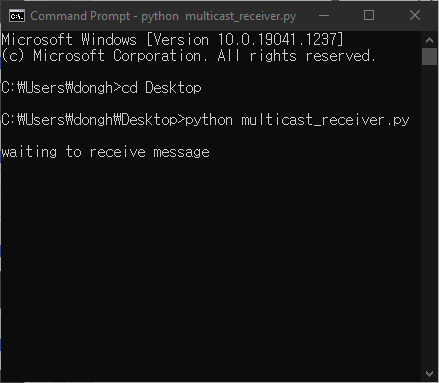 Command Prompt - python  multicast_receiver.py
Microsoft Windows [Version 10.0.19041.1237]
(c) Microsoft Corporation. All rights reserved.
C:₩Users₩dongh>cd Desktop
C:₩Users₩dongh₩Desktop>python multicast_receiver.py
waiting to receive message